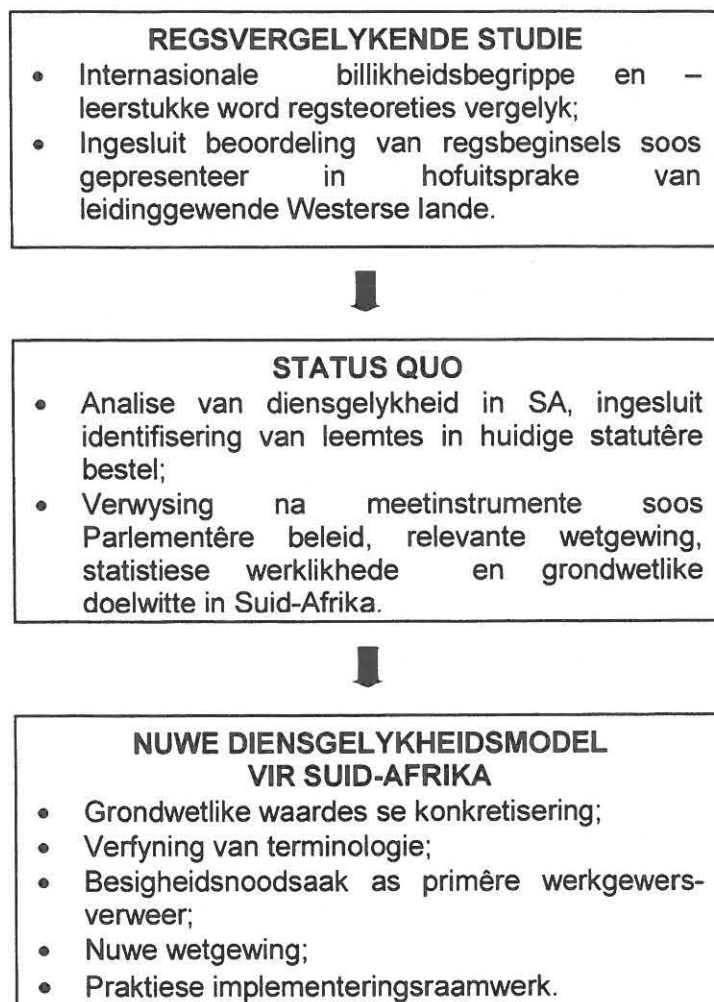 REGSVERGELYKENDE STUDIE
• Internasionale billikheidsbegrippe en –
leerstukke word regsteoreties vergelyk;
• Ingesluit beoordeling van regsbeginsels soos
gepresenteer in hofuitsprake van
leidinggewende Westerse lande.
STATUS QUO
• Analise van diensgelykheid in SA, ingesluit
identifisering van leemtes in huidige statutêre
bestel;
• Verwysing na meetinstrumente soos
Parlementêre beleid, relevante wetgewing,
statistiese werklikhede en grondwetlike
doelwitte in Suid-Afrika.
NUWE DIENSGELYKHEIDSMODEL
VIR SUID-AFRIKA
• Grondwetlike waardes se konkretisering;
• Verfyning van terminologie;
• Besigheidsnoodsaak as primêre werkgewers-
verweer;
• Nuwe wetgewing;
• Praktiese implementeringsraamwerk.